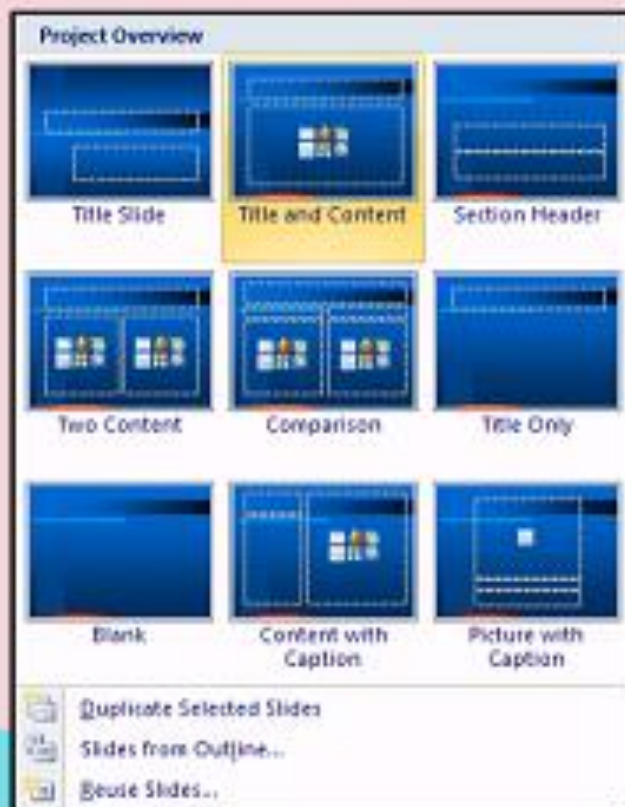 Project Overview
Title Slide
Title and Content
Section Header
Two Content
Comparison
Title Only
Blank
Content with
Caption
Picture with
Caption
Duplicate Selected Slides
Slides from Outline...
Reuse Slides...